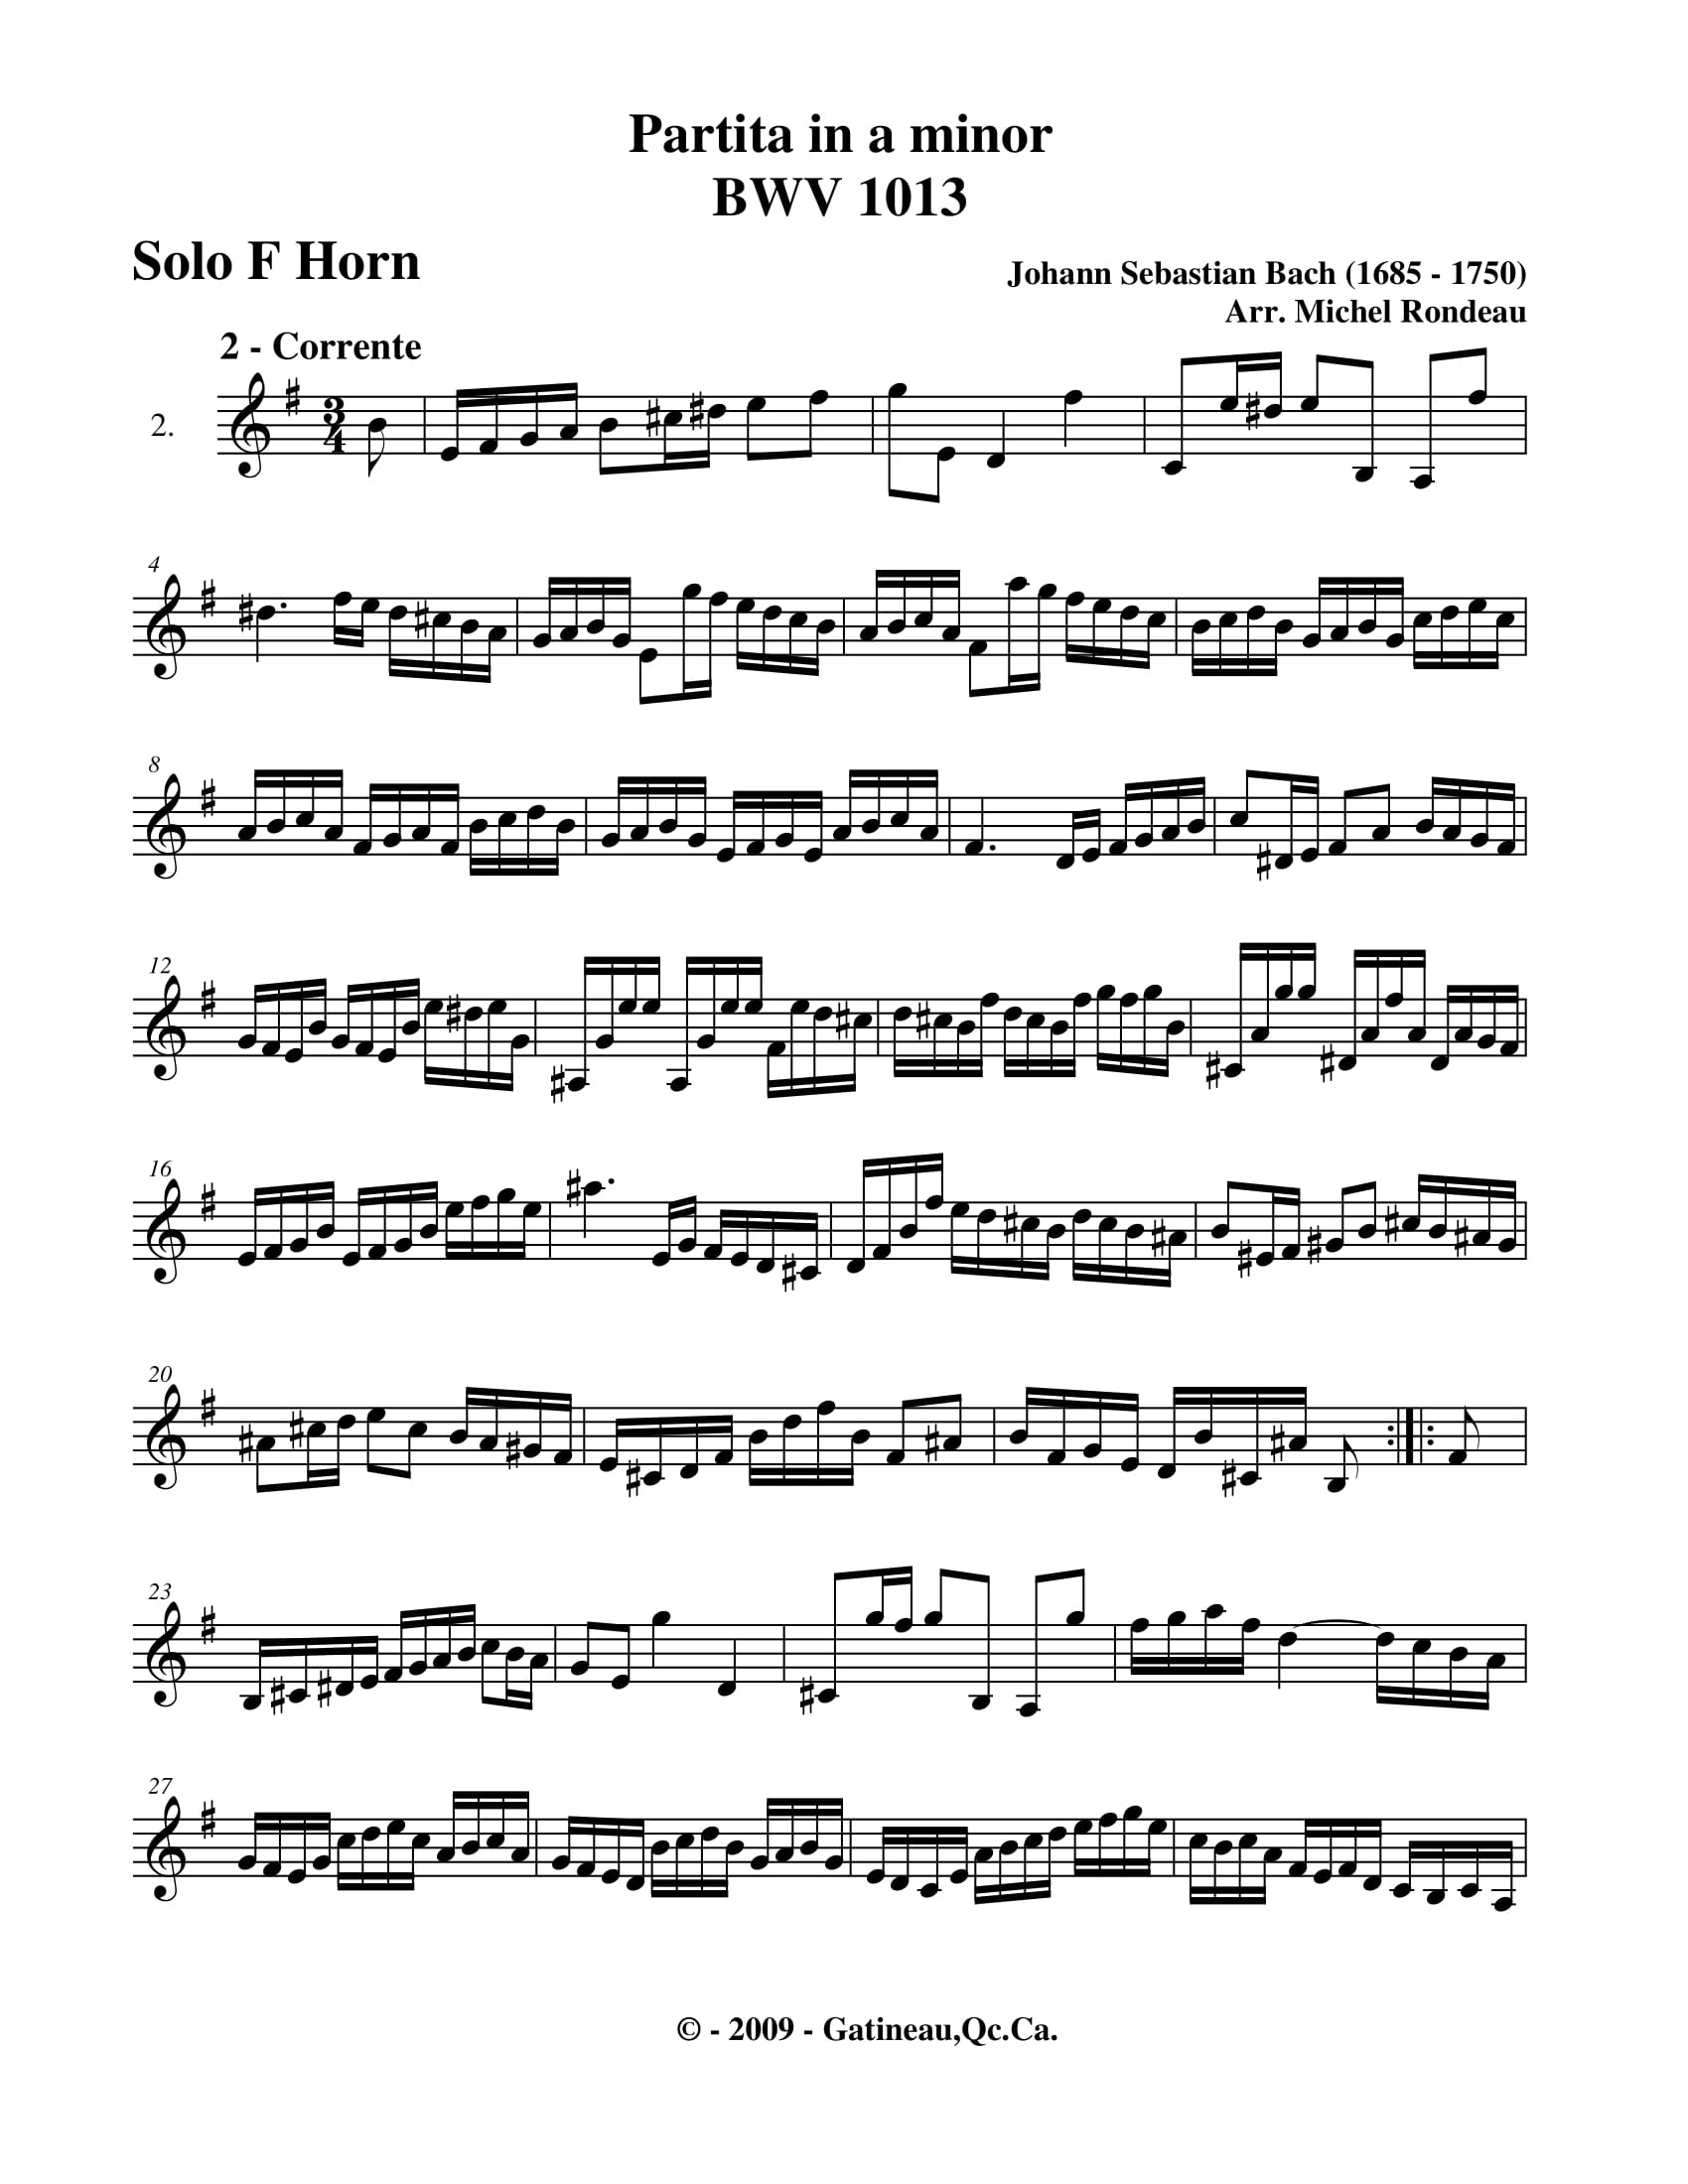 Partita in a minor
BWV 1013
Solo F Horn
Johann Sebastian Bach (1685 - 1750)
Arr. Michel Rondeau
2 - Corrente
2.
3
4
4
8
12
16
20
23
27
© - 2009 - Gatineau,Qc.Ca.